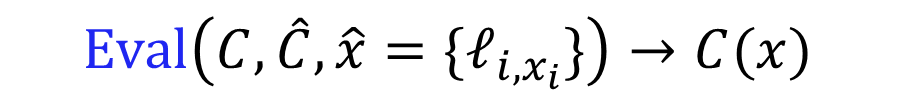 Eval(C, Ĉ, x̂ = {ℓ_{i,x_i}}) → C(x)